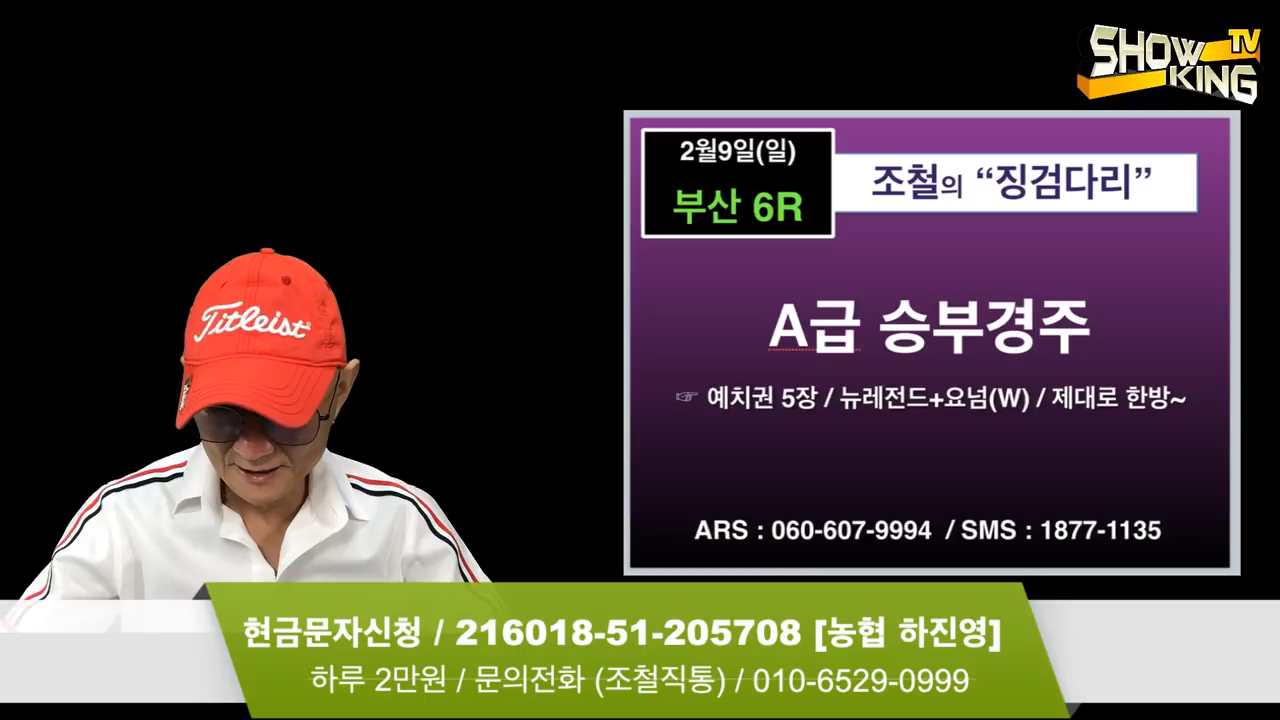 SHOW TV
KING
2월9일(일)
부산 6R
조철의 “징검다리”
Titleist
A급 승부경주
☞ 예치권 5장 / 뉴레전드+요넘(W) / 제대로 한방~
ARS : 060-607-9994 / SMS : 1877-1135
현금문자신청 / 216018-51-205708 [농협 하진영]
하루 2만원 / 문의전화 (조철직통) / 010-6529-0999